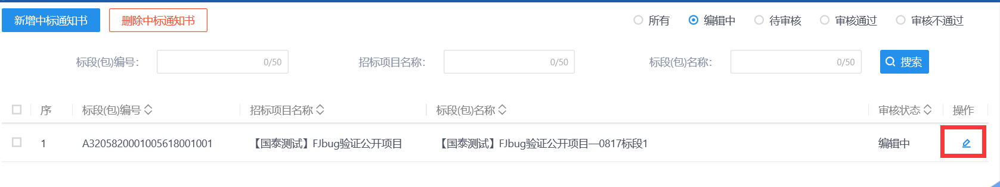 新增中标通知书 删除中标通知书 所有 编辑中 待审核 审核通过 审核不通过
标段(包)编号： 0/50 招标项目名称： 0/50 标段(包)名称： 0/50 搜索
序 标段(包)编号 招标项目名称 标段(包)名称 审核状态 操作
1 A3205820001005618001001 【国泰测试】FJbug验证公开项目 【国泰测试】FJbug验证公开项目—0817标段1 编辑中